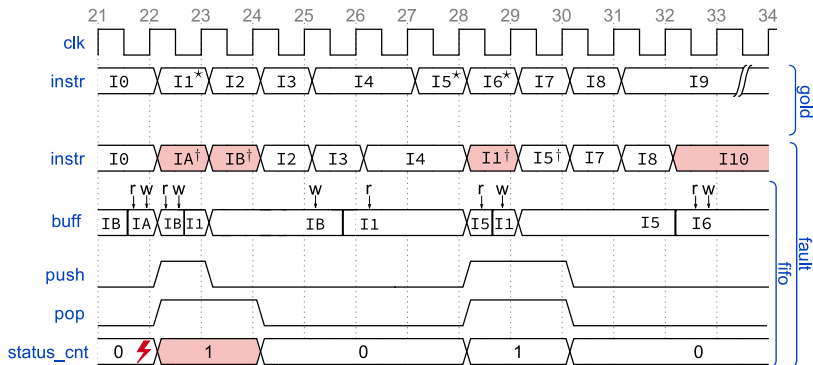 21 22 23 24 25 26 27 28 29 30 31 32 33 34
clk
instr I0 I1* I2 I3 I4 I5* I6* I7 I8 I9
gold
instr I0 IA† IB† I2 I3 I4 I1† I5† I7 I8 I10
r w r w w r r w r w
buff IB IA IB I1 IB I1 I5 I1 I5 I6
push
pop
status_cnt 0 1 0 1 0
fifo
fault